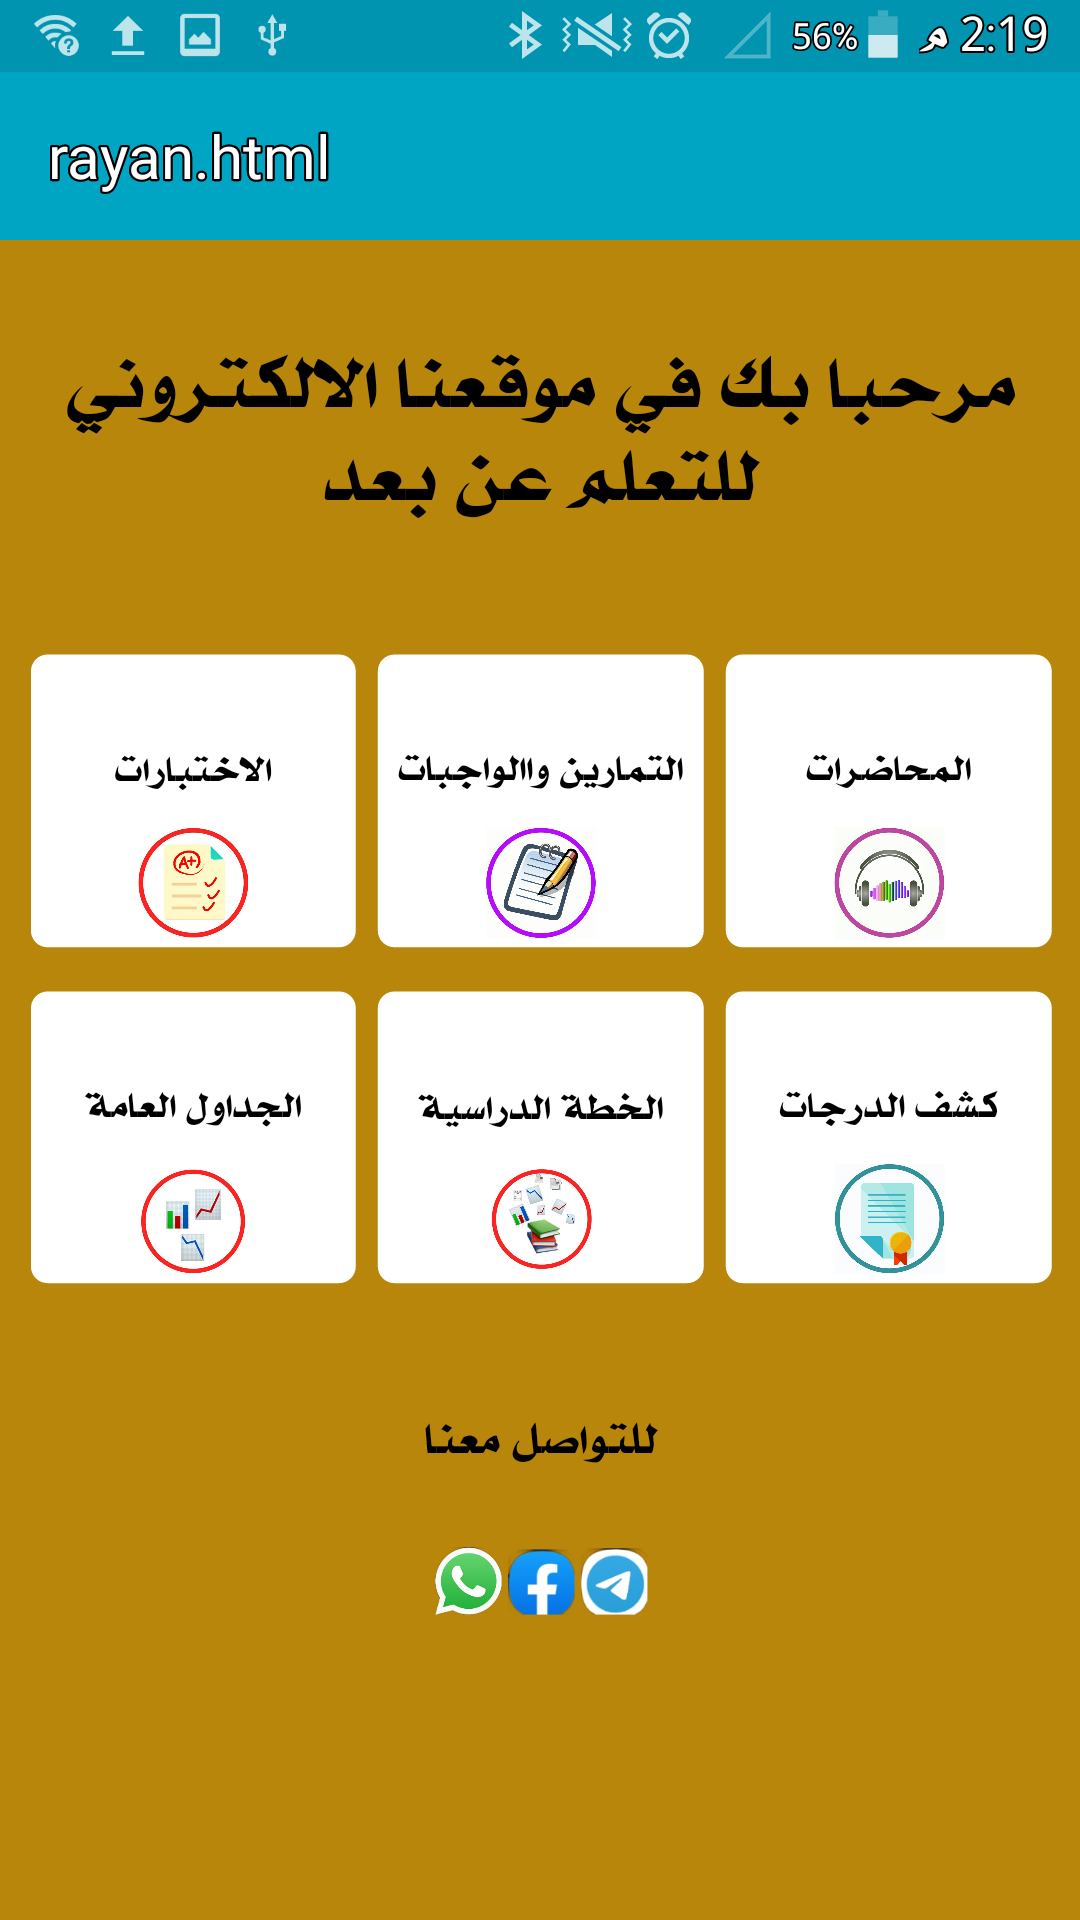 56% م 2:19
rayan.html
مرحبا بك في موقعنا الالكتروني
للتعلم عن بعد
المحاضرات
التمارين واالواجبات
الاختبارات
A+
كشف الدرجات
الخطة الدراسية
الجداول العامة
للتواصل معنا